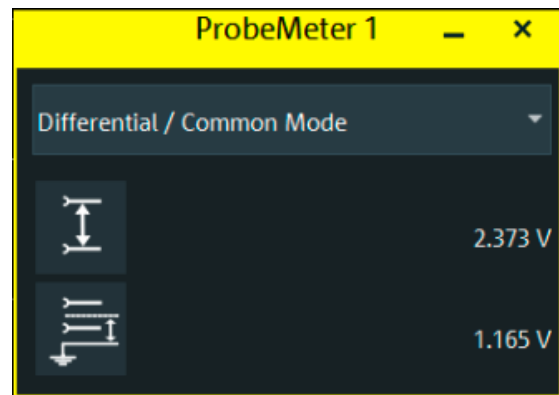 ProbeMeter 1
Differential / Common Mode
2.373 V
1.165 V